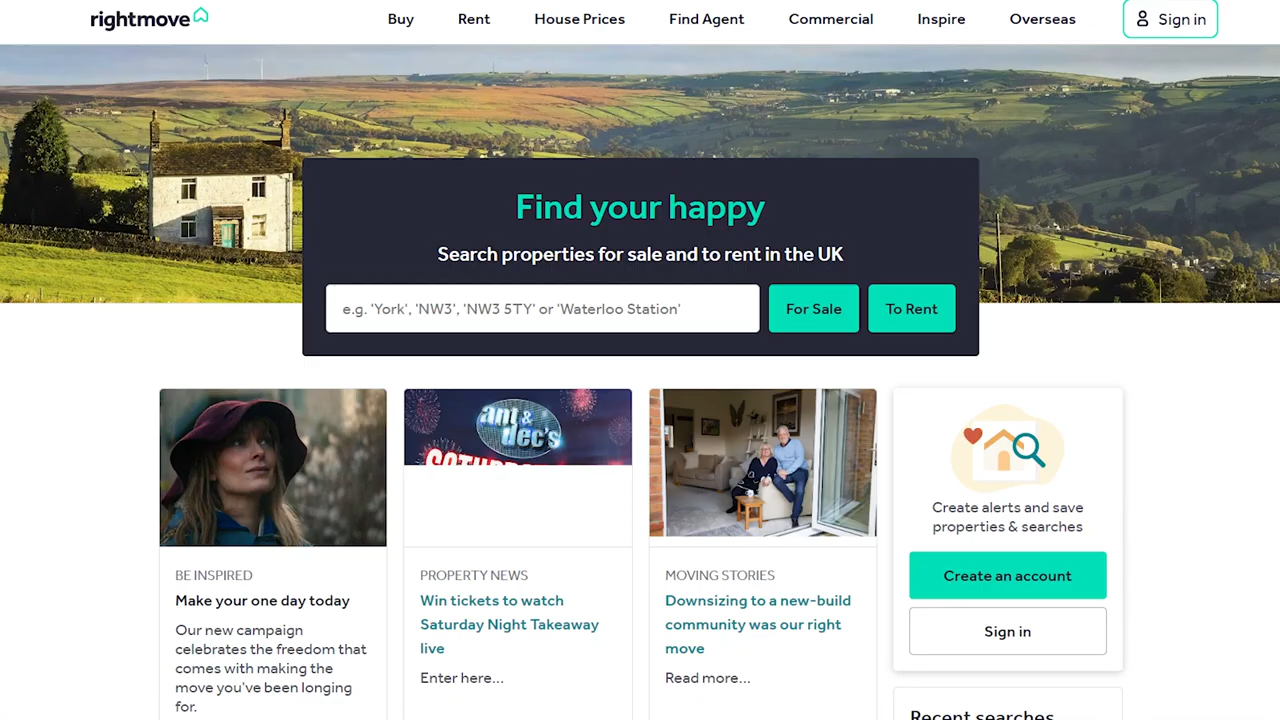 rightmove
Buy
Rent
House Prices
Find Agent
Commercial
Inspire
Overseas
Sign in
Find your happy
Search properties for sale and to rent in the UK
e.g. 'York', 'NW3', 'NW3 5TY' or 'Waterloo Station'
For Sale
To Rent
ant &
dec's
BE INSPIRED
Make your one day today
Our new campaign
celebrates the freedom that
comes with making the
move you've been longing
for.
PROPERTY NEWS
Win tickets to watch
Saturday Night Takeaway
live
Enter here...
MOVING STORIES
Downsizing to a new-build
community was our right
move
Read more...
Create alerts and save
properties & searches
Create an account
Sign in
Recent searches